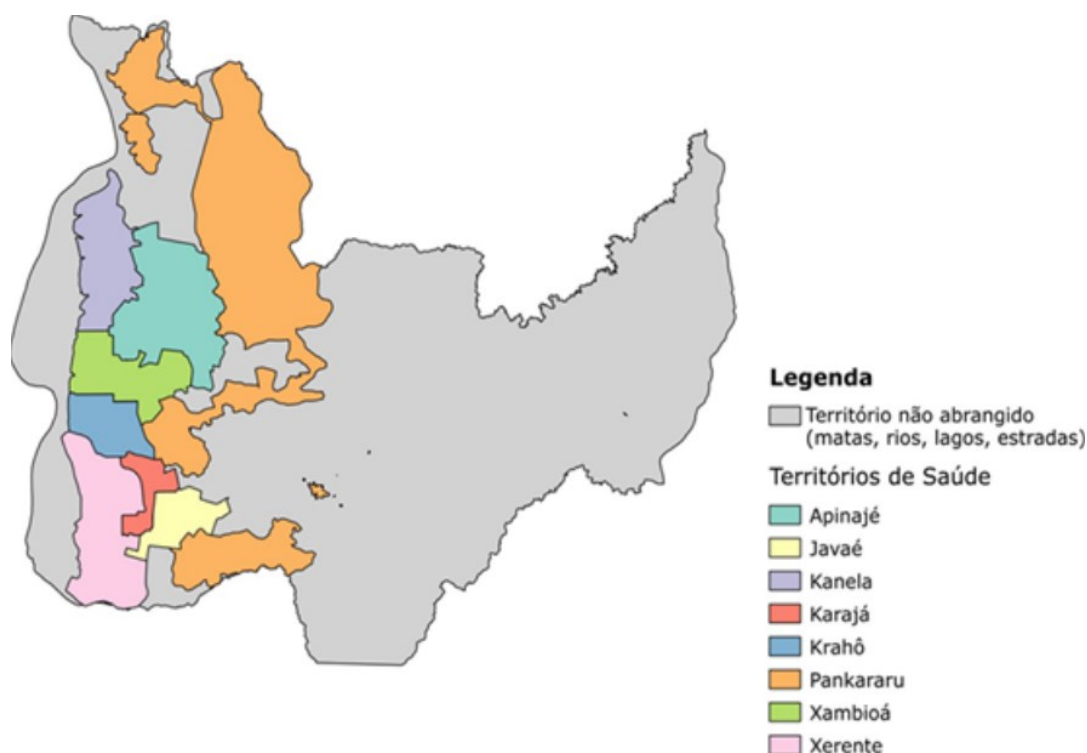 Legenda
Território não abrangido
(matas, rios, lagos, estradas)
Territórios de Saúde
Apinajé
Javaé
Kanela
Karajá
Krahô
Pankararu
Xambioá
Xerente